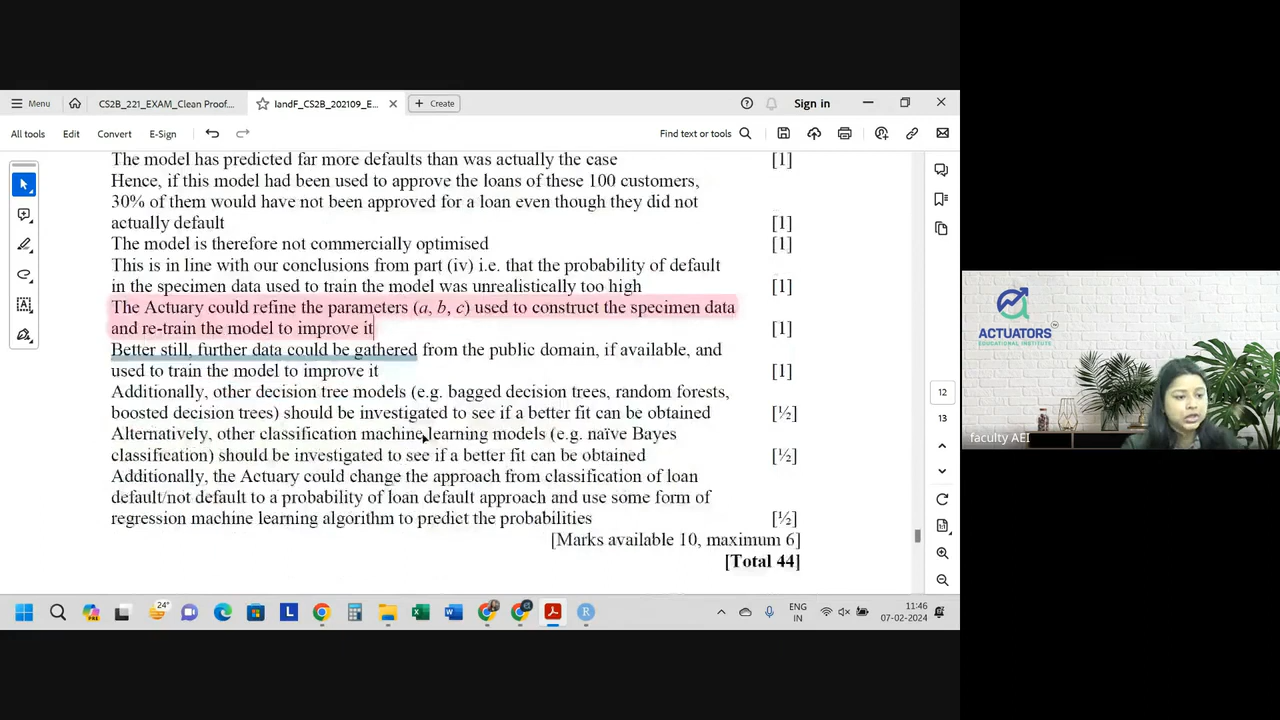 Menu
CS2B_221_EXAM_Clean Proof....
IandF_CS2B_202109_E...
Create
Sign in
All tools
Edit
Convert
E-Sign
Find text or tools
The model has predicted far more defaults than was actually the case [1]
Hence, if this model had been used to approve the loans of these 100 customers,
30% of them would have not been approved for a loan even though they did not
actually default [1]
The model is therefore not commercially optimised [1]
This is in line with our conclusions from part (iv) i.e. that the probability of default
in the specimen data used to train the model was unrealistically too high [1]
The Actuary could refine the parameters (a, b, c) used to construct the specimen data
and re-train the model to improve it [1]
Better still, further data could be gathered from the public domain, if available, and
used to train the model to improve it [1]
Additionally, other decision tree models (e.g. bagged decision trees, random forests,
boosted decision trees) should be investigated to see if a better fit can be obtained [½]
Alternatively, other classification machine learning models (e.g. naïve Bayes
classification) should be investigated to see if a better fit can be obtained [½]
Additionally, the Actuary could change the approach from classification of loan
default/not default to a probability of loan default approach and use some form of
regression machine learning algorithm to predict the probabilities [½]
[Marks available 10, maximum 6]
[Total 44]
12
13
24°
ENG
IN
11:46
07-02-2024
ACTUATORS
EDUCATIONAL INSTITUTE
faculty AEI